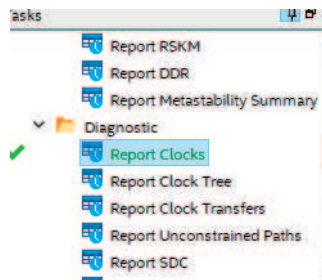 asks
Report RSKM
Report DDR
Report Metastability Summary
Diagnostic
Report Clocks
Report Clock Tree
Report Clock Transfers
Report Unconstrained Paths
Report SDC